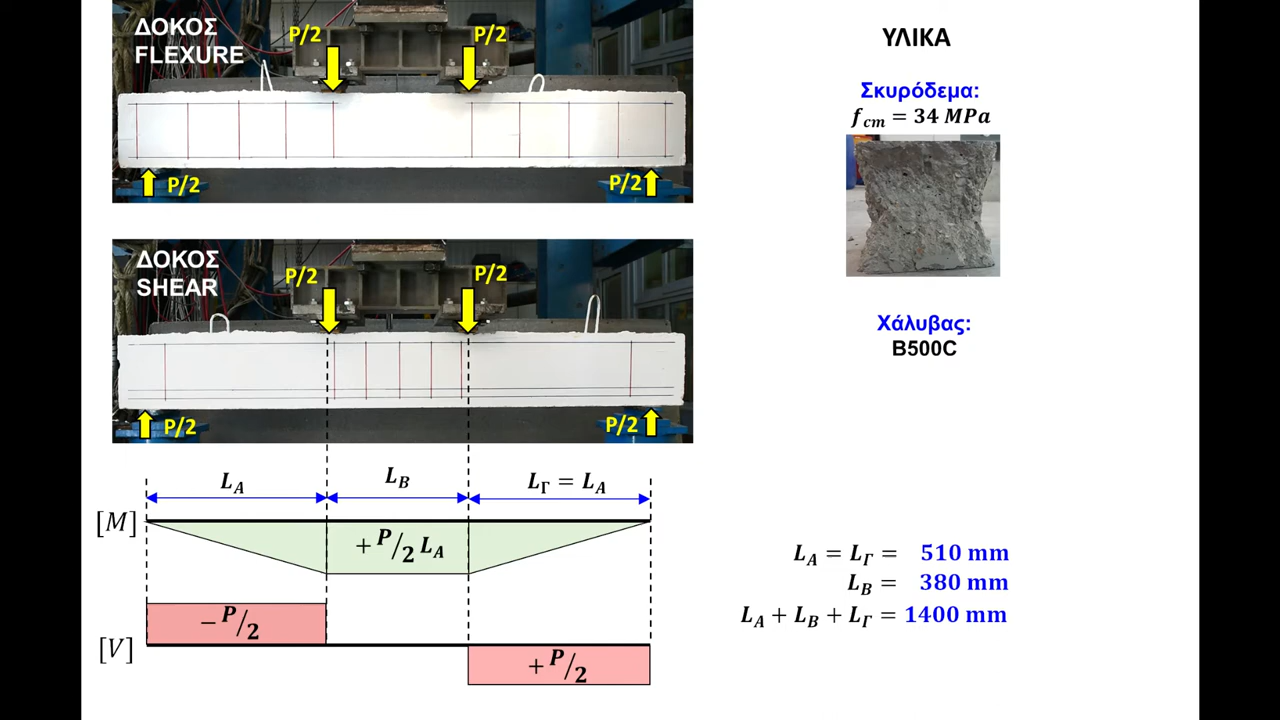 ΔΟΚΟΣ
FLEXURE
P/2
P/2
P/2
P/2
ΔΟΚΟΣ
SHEAR
P/2
P/2
P/2
P/2
L_A
L_B
L_Γ = L_A
[M]
+ P/2 L_A
[V]
− P/2
+ P/2
ΥΛΙΚΑ
Σκυρόδεμα:
f_cm = 34 MPa
Χάλυβας:
B500C
L_A = L_Γ = 510 mm
L_B = 380 mm
L_A + L_B + L_Γ = 1400 mm